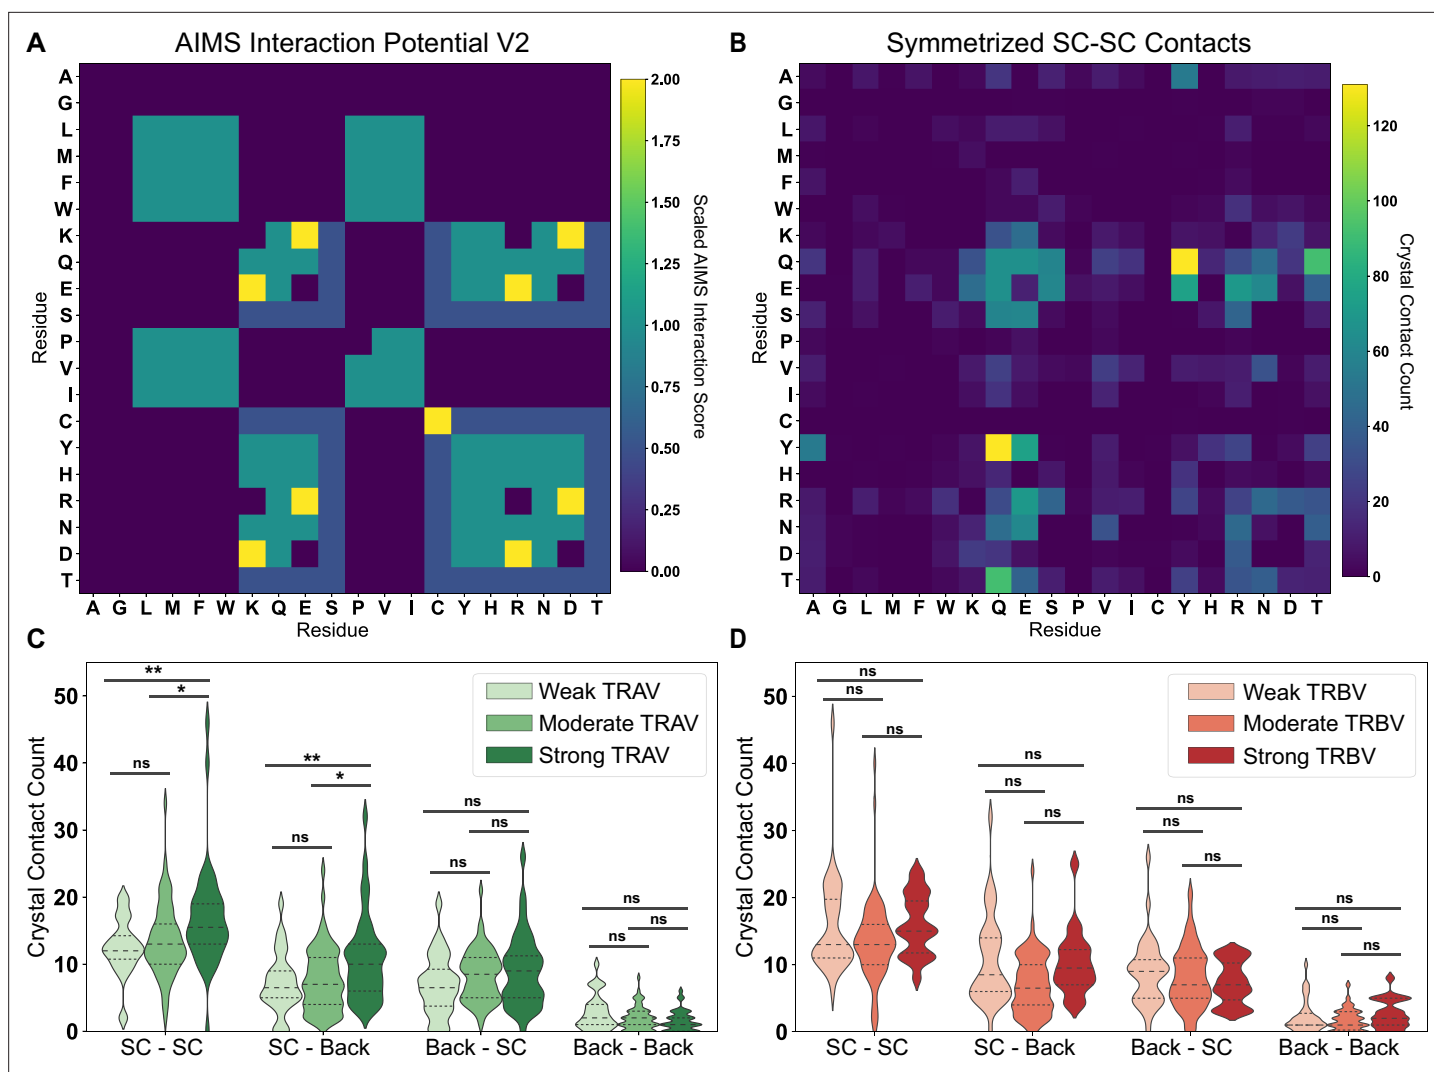 A
AIMS Interaction Potential V2
A
G
L
M
F
W
K
Q
E
S
P
V
I
C
Y
H
R
N
D
T
Residue
A G L M F W K Q E S P V I C Y H R N D T
Residue
2.00
1.75
1.50
1.25
1.00
0.75
0.50
0.25
0.00
Scaled AIMS Interaction Score
B
Symmetrized SC-SC Contacts
A
G
L
M
F
W
K
Q
E
S
P
V
I
C
Y
H
R
N
D
T
Residue
A G L M F W K Q E S P V I C Y H R N D T
Residue
120
100
80
60
40
20
0
Crystal Contact Count
C
50
40
30
20
10
0
Crystal Contact Count
** * ns
** * ns
ns ns ns
ns ns ns
Weak TRAV
Moderate TRAV
Strong TRAV
SC - SC SC - Back Back - SC Back - Back
D
50
40
30
20
10
0
Crystal Contact Count
ns ns ns
ns ns ns
ns ns ns
ns ns ns
Weak TRBV
Moderate TRBV
Strong TRBV
SC - SC SC - Back Back - SC Back - Back